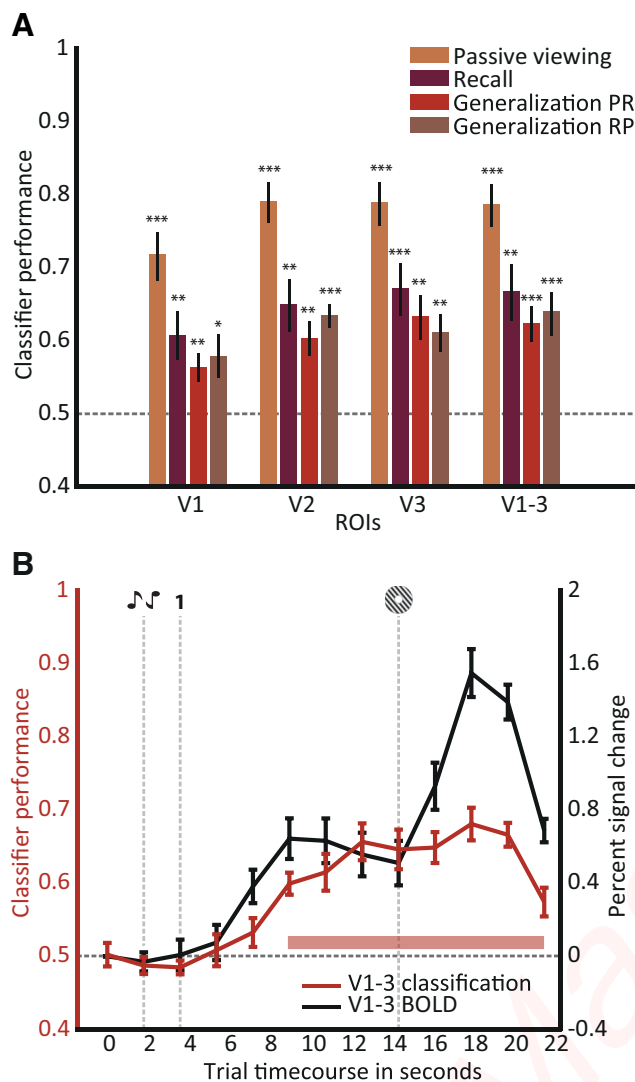 A
1
0.9
0.8
0.7
0.6
0.5
0.4
Classifier performance
Passive viewing
Recall
Generalization PR
Generalization RP
*** ** ** *
*** ** ** ***
*** *** ** **
*** ** *** ***
V1 V2 V3 V1-3
ROIs
B
1
0.9
0.8
0.7
0.6
0.5
0.4
Classifier performance
1
2
1.6
1.2
0.8
0.4
0
-0.4
Percent signal change
V1-3 classification
V1-3 BOLD
0 2 4 6 8 10 12 14 16 18 20 22
Trial timecourse in seconds